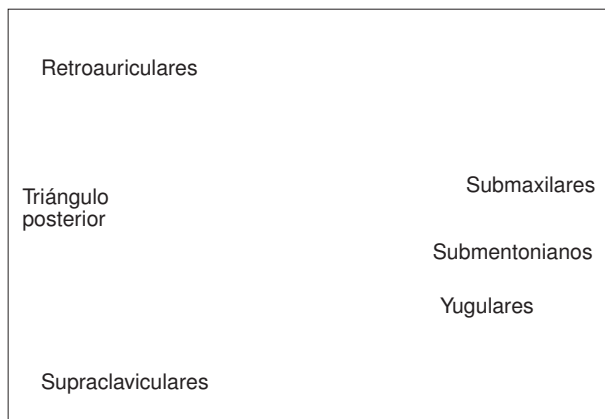 Retroauriculares
Triángulo
posterior
Submaxilares
Submentonianos
Yugulares
Supraclaviculares